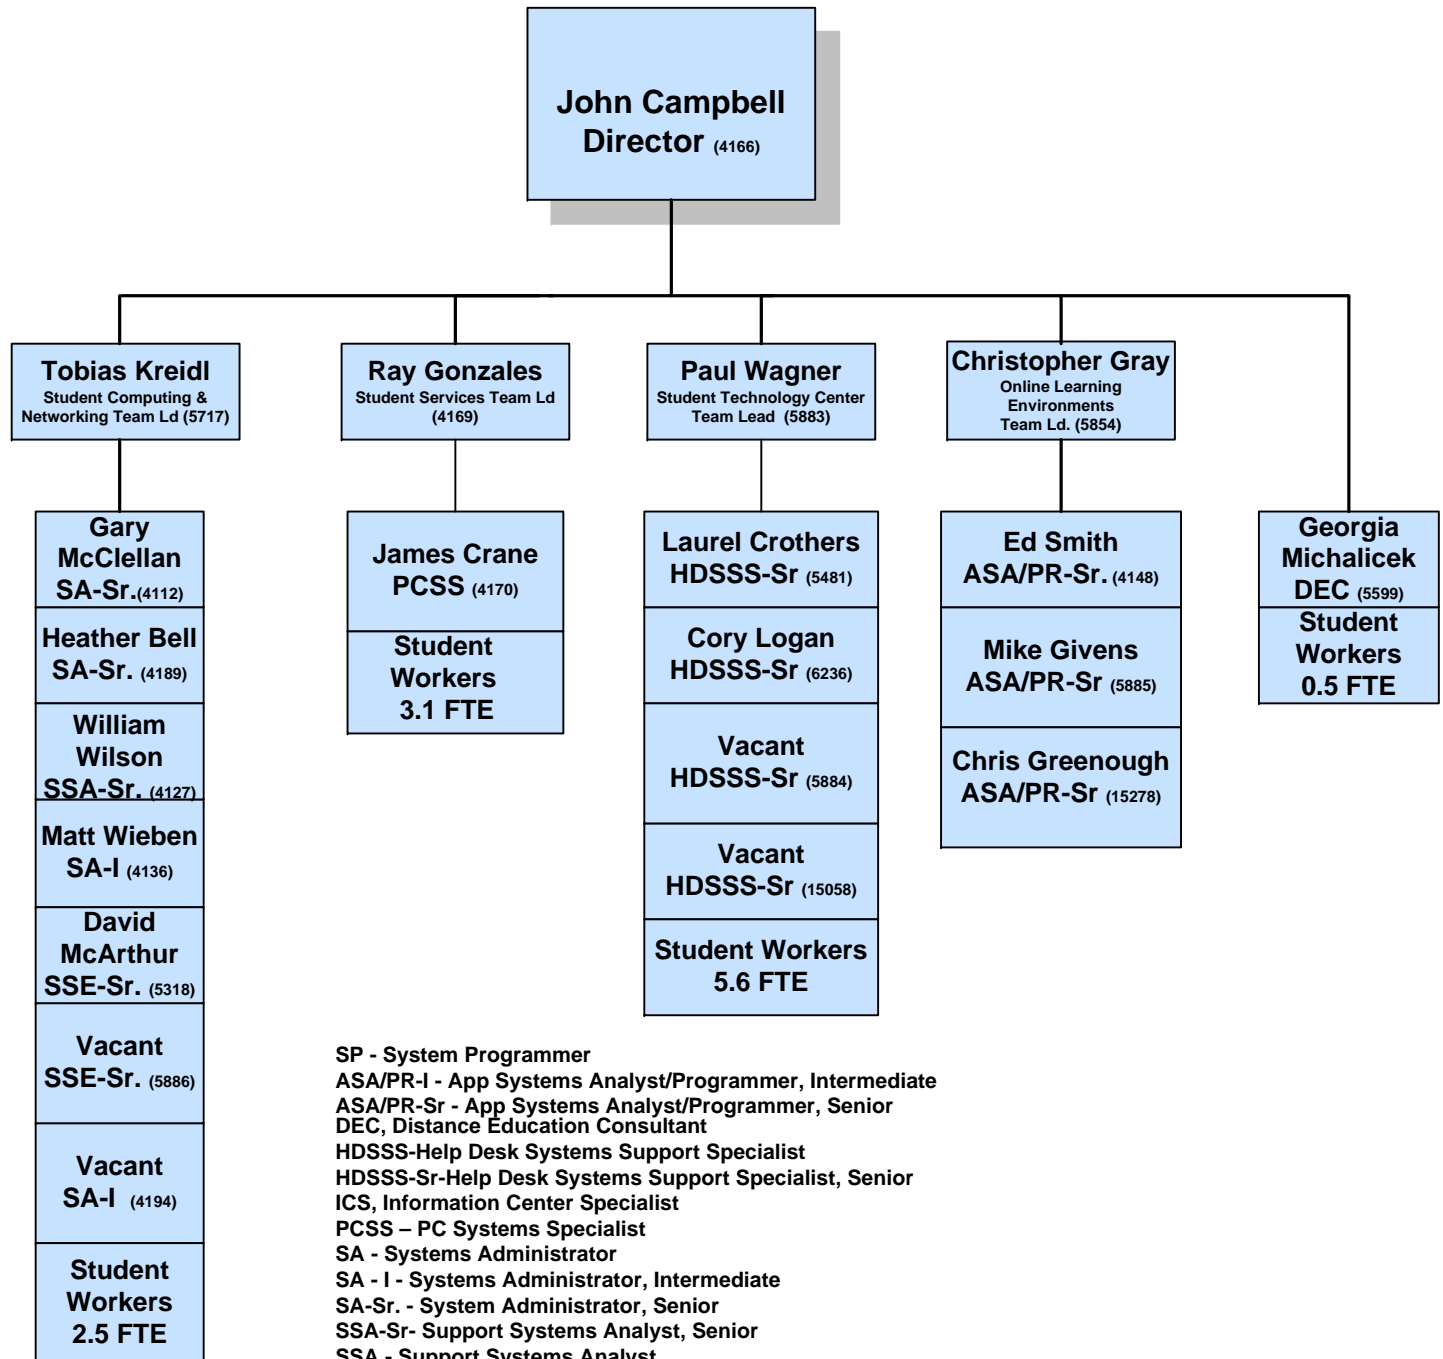 John Campbell
Director (4166)
Tobias Kreidl
Student Computing &
Networking Team Ld (5717)
Ray Gonzales
Student Services Team Ld
(4169)
Paul Wagner
Student Technology Center
Team Lead (5883)
Christopher Gray
Online Learning
Environments
Team Ld. (5854)
Gary
McClellan
SA-Sr.(4112)
Heather Bell
SA-Sr. (4189)
William
Wilson
SSA-Sr. (4127)
Matt Wieben
SA-I (4136)
David
McArthur
SSE-Sr. (5318)
Vacant
SSE-Sr. (5886)
Vacant
SA-I (4194)
Student
Workers
2.5 FTE
James Crane
PCSS (4170)
Student
Workers
3.1 FTE
Laurel Crothers
HDSSS-Sr (5481)
Cory Logan
HDSSS-Sr (6236)
Vacant
HDSSS-Sr (5884)
Vacant
HDSSS-Sr (15058)
Student Workers
5.6 FTE
Ed Smith
ASA/PR-Sr. (4148)
Mike Givens
ASA/PR-Sr (5885)
Chris Greenough
ASA/PR-Sr (15278)
Georgia
Michalicek
DEC (5599)
Student
Workers
0.5 FTE
SP - System Programmer
ASA/PR-I - App Systems Analyst/Programmer, Intermediate
ASA/PR-Sr - App Systems Analyst/Programmer, Senior
DEC, Distance Education Consultant
HDSSS-Help Desk Systems Support Specialist
HDSSS-Sr-Help Desk Systems Support Specialist, Senior
ICS, Information Center Specialist
PCSS – PC Systems Specialist
SA - Systems Administrator
SA - I - Systems Administrator, Intermediate
SA-Sr. - System Administrator, Senior
SSA-Sr- Support Systems Analyst, Senior
SSA - Support Systems Analyst